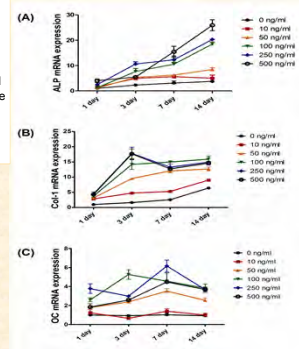 (A)
ALP mRNA expression
30
20
10
0
1 day
3 day
7 day
14 day
0 ng/ml
10 ng/ml
50 ng/ml
100 ng/ml
250 ng/ml
500 ng/ml
(B)
Col-1 mRNA expression
25
20
15
10
5
0
1 day
3 day
7 day
14 day
0 ng/ml
10 ng/ml
50 ng/ml
100 ng/ml
250 ng/ml
500 ng/ml
(C)
OC mRNA expression
8
6
4
2
0
1 day
3 day
7 day
14 day
0 ng/ml
10 ng/ml
50 ng/ml
100 ng/ml
250 ng/ml
500 ng/ml